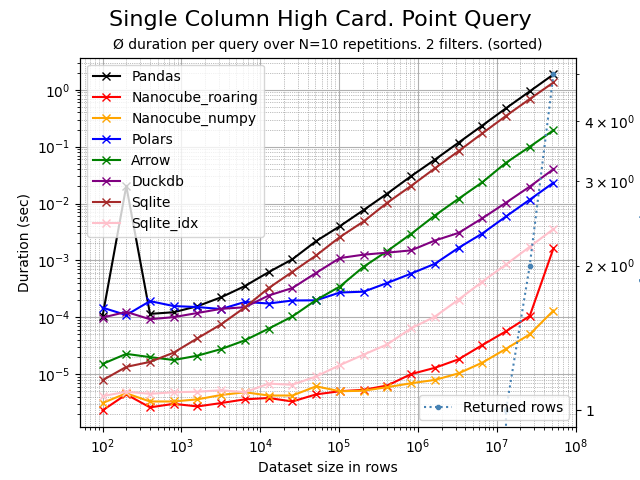 Single Column High Card. Point Query
Ø duration per query over N=10 repetitions. 2 filters. (sorted)
Pandas
Nanocube_roaring
Nanocube_numpy
Polars
Arrow
Duckdb
Sqlite
Sqlite_idx
Returned rows
Duration (sec)
10⁰
10⁻¹
10⁻²
10⁻³
10⁻⁴
10⁻⁵
4 × 10⁰
3 × 10⁰
2 × 10⁰
1
10² 10³ 10⁴ 10⁵ 10⁶ 10⁷ 10⁸
Dataset size in rows